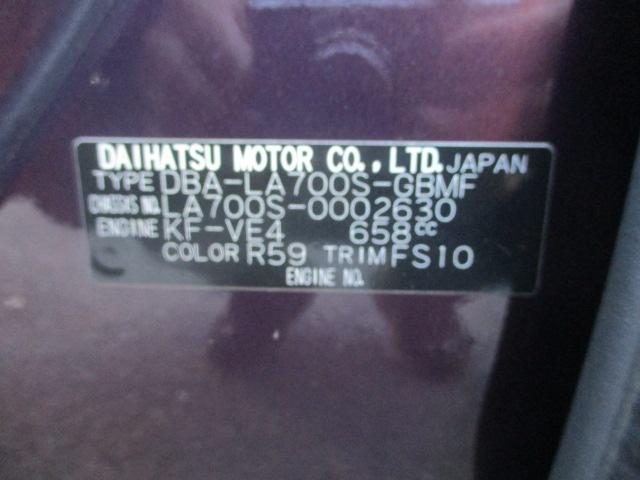 DAIHATSU MOTOR CO., LTD. JAPAN
TYPE DBA-LA700S-GBMF
CHASSIS NO. LA700S-0002630
ENGINE KF-VE4 658cc
COLOR R59 TRIM FS10
ENGINE NO.